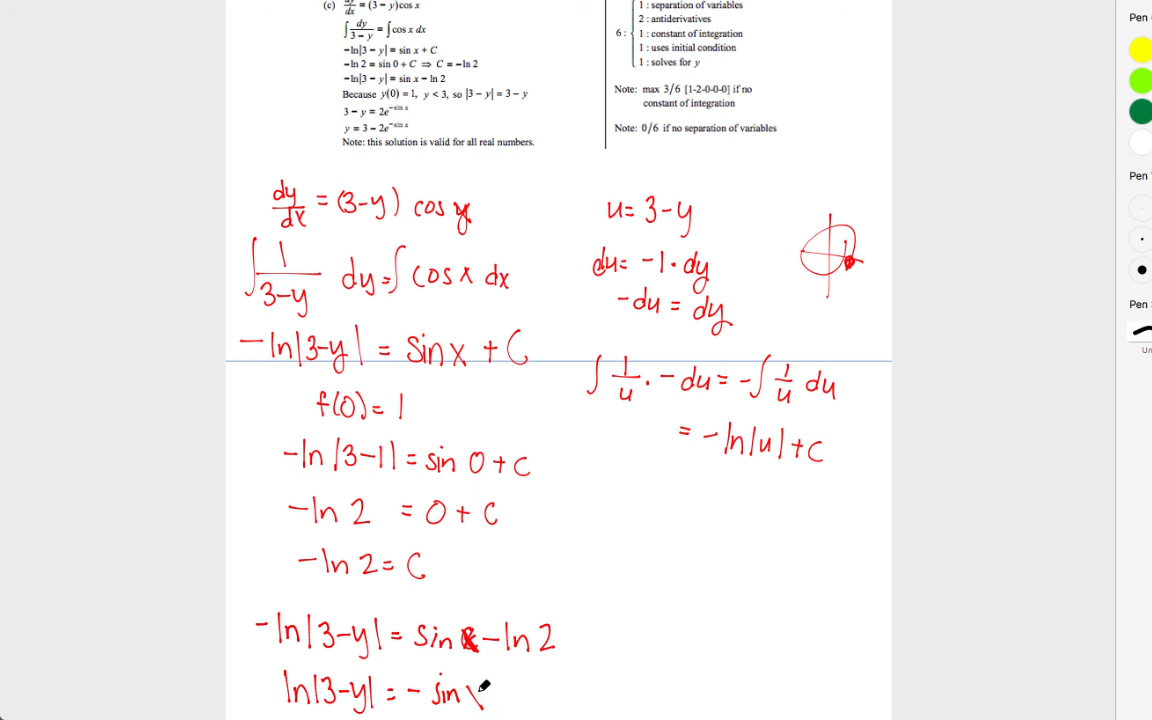 (c) dy/dx = (3 − y)cos x
∫ dy/(3 − y) = ∫ cos x dx
−ln|3 − y| = sin x + C
−ln 2 = sin 0 + C ⇒ C = −ln 2
−ln|3 − y| = sin x − ln 2
Because y(0) = 1, y < 3, so |3 − y| = 3 − y
3 − y = 2e^(−sin x)
y = 3 − 2e^(−sin x)
Note: this solution is valid for all real numbers.
6 : { 1 : separation of variables
2 : antiderivatives
1 : constant of integration
1 : uses initial condition
1 : solves for y
Note: max 3/6 [1-2-0-0-0] if no
constant of integration
Note: 0/6 if no separation of variables
dy/dx = (3-y) cos x
∫ 1/(3-y) dy = ∫ cos x dx
-ln|3-y| = sin x + C
f(0) = 1
-ln|3-1| = sin 0 + C
-ln 2 = 0 + C
-ln 2 = C
-ln|3-y| = sin x - ln 2
ln|3-y| = - sin
u = 3-y
du = -1 · dy
-du = dy
∫ 1/u · -du = -∫ 1/u du
= -ln|u| + C
Pen
Pen
Pen